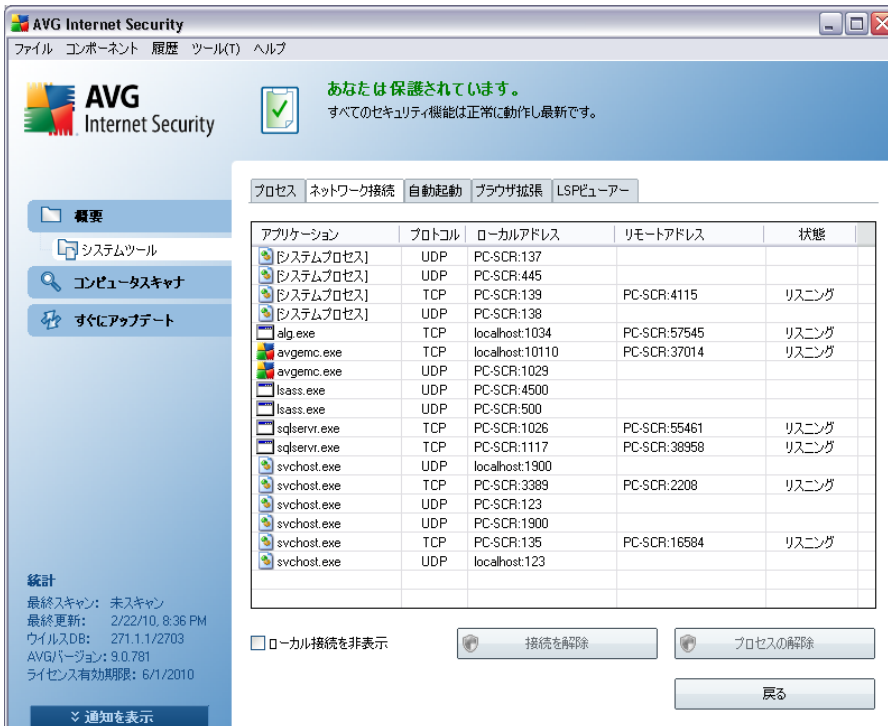 AVG Internet Security
ファイル コンポーネント 履歴 ツール(T) ヘルプ
AVG
Internet Security
あなたは保護されています。
すべてのセキュリティ機能は正常に動作し最新です。
概要
システムツール
コンピュータスキャナ
すぐにアップデート
プロセス ネットワーク接続 自動起動 ブラウザ拡張 LSPビューアー
アプリケーション プロトコル ローカルアドレス リモートアドレス 状態
[システムプロセス] UDP PC-SCR:137
[システムプロセス] UDP PC-SCR:445
[システムプロセス] TCP PC-SCR:139 PC-SCR:4115 リスニング
[システムプロセス] UDP PC-SCR:138
alg.exe TCP localhost:1034 PC-SCR:57545 リスニング
avgemc.exe TCP localhost:10110 PC-SCR:37014 リスニング
avgemc.exe UDP PC-SCR:1029
lsass.exe UDP PC-SCR:4500
lsass.exe UDP PC-SCR:500
sqlservr.exe TCP PC-SCR:1026 PC-SCR:55461 リスニング
sqlservr.exe TCP PC-SCR:1117 PC-SCR:38958 リスニング
svchost.exe UDP localhost:1900
svchost.exe TCP PC-SCR:3389 PC-SCR:2208 リスニング
svchost.exe UDP PC-SCR:123
svchost.exe UDP PC-SCR:1900
svchost.exe TCP PC-SCR:135 PC-SCR:16584 リスニング
svchost.exe UDP localhost:123
ローカル接続を非表示 接続を解除 プロセスの解除
戻る
統計
最終スキャン: 未スキャン
最終更新: 2/22/10, 8:36 PM
ウイルスDB: 271.1.1/2703
AVGバージョン: 9.0.781
ライセンス有効期限: 6/1/2010
通知を表示